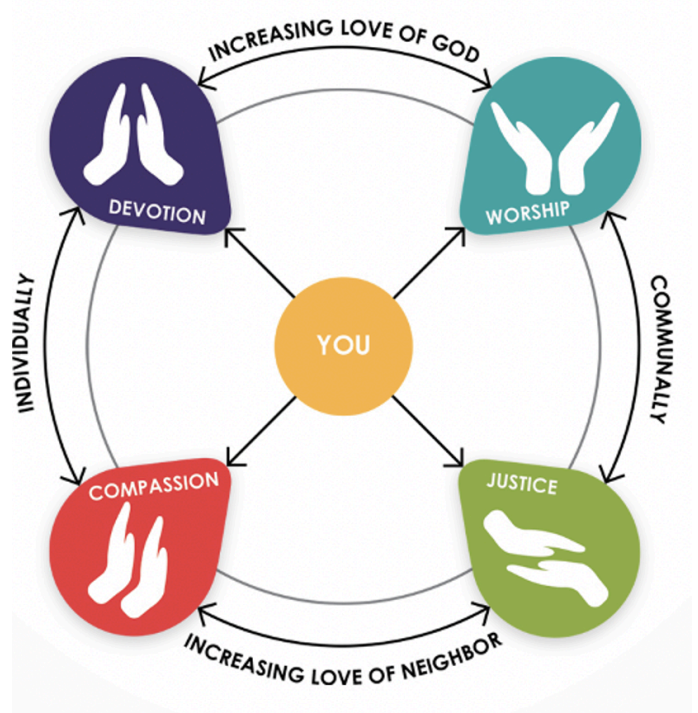 INCREASING LOVE OF GOD
DEVOTION
WORSHIP
INDIVIDUALLY
YOU
COMMUNALLY
COMPASSION
JUSTICE
INCREASING LOVE OF NEIGHBOR